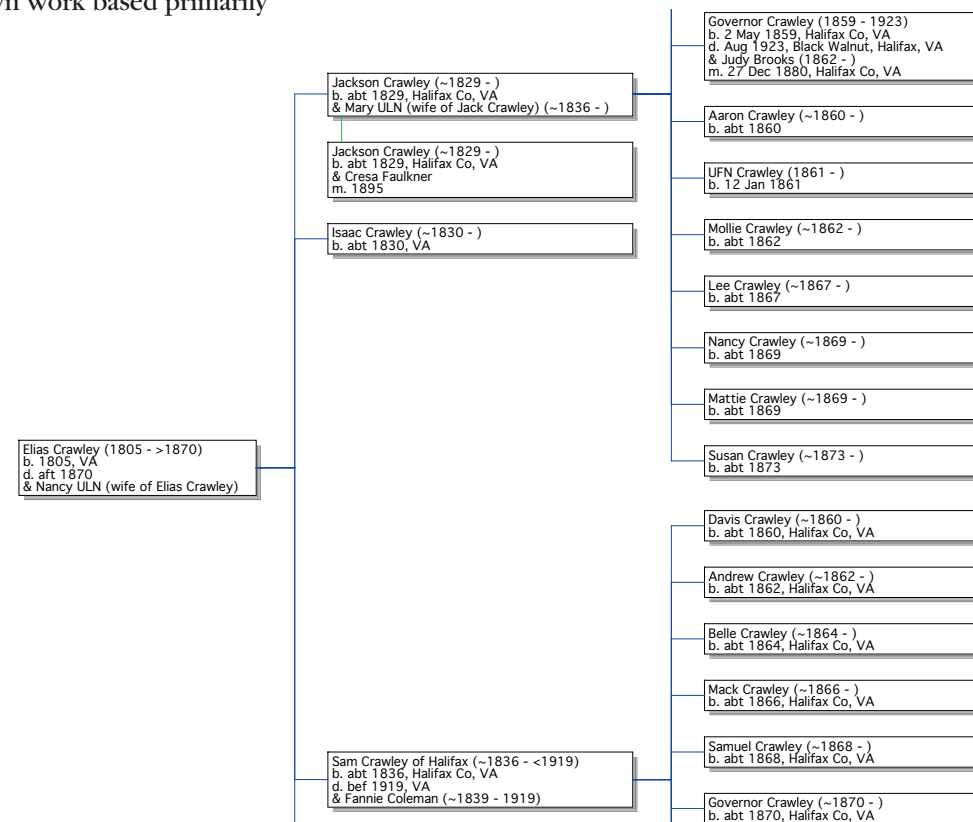 wn work based primarily
Governor Crawley (1859 - 1923)
b. 2 May 1859, Halifax Co, VA
d. Aug 1923, Black Walnut, Halifax, VA
& Judy Brooks (1862 - )
m. 27 Dec 1880, Halifax Co, VA
Jackson Crawley (~1829 - )
b. abt 1829, Halifax Co, VA
& Mary ULN (wife of Jack Crawley) (~1836 - )
Aaron Crawley (~1860 - )
b. abt 1860
Jackson Crawley (~1829 - )
b. abt 1829, Halifax Co, VA
& Cresa Faulkner
m. 1895
UFN Crawley (1861 - )
b. 12 Jan 1861
Isaac Crawley (~1830 - )
b. abt 1830, VA
Mollie Crawley (~1862 - )
b. abt 1862
Lee Crawley (~1867 - )
b. abt 1867
Nancy Crawley (~1869 - )
b. abt 1869
Mattie Crawley (~1869 - )
b. abt 1869
Elias Crawley (1805 - >1870)
b. 1805, VA
d. aft 1870
& Nancy ULN (wife of Elias Crawley)
Susan Crawley (~1873 - )
b. abt 1873
Davis Crawley (~1860 - )
b. abt 1860, Halifax Co, VA
Andrew Crawley (~1862 - )
b. abt 1862, Halifax Co, VA
Belle Crawley (~1864 - )
b. abt 1864, Halifax Co, VA
Mack Crawley (~1866 - )
b. abt 1866, Halifax Co, VA
Samuel Crawley (~1868 - )
b. abt 1868, Halifax Co, VA
Sam Crawley of Halifax (~1836 - <1919)
b. abt 1836, Halifax Co, VA
d. bef 1919, VA
& Fannie Coleman (~1839 - 1919)
Governor Crawley (~1870 - )
b. abt 1870, Halifax Co, VA